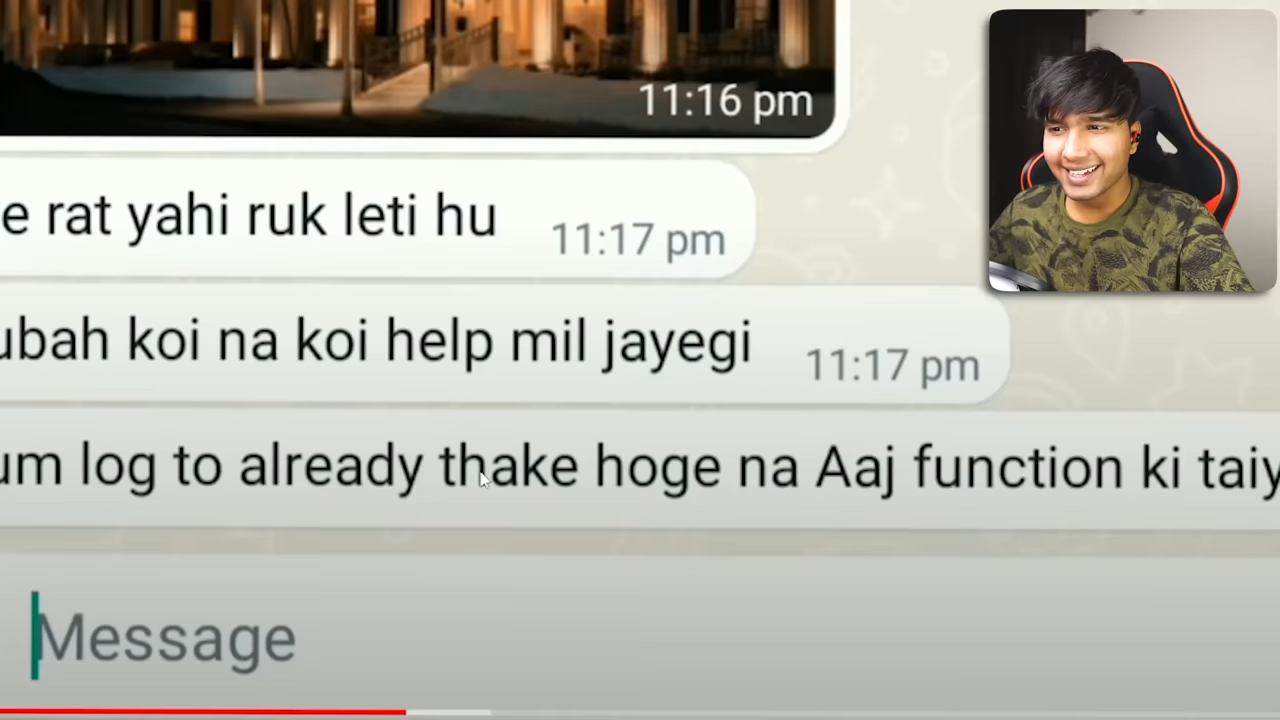 11:16 pm
e rat yahi ruk leti hu 11:17 pm
ubah koi na koi help mil jayegi 11:17 pm
um log to already thake hoge na Aaj function ki taiy
Message